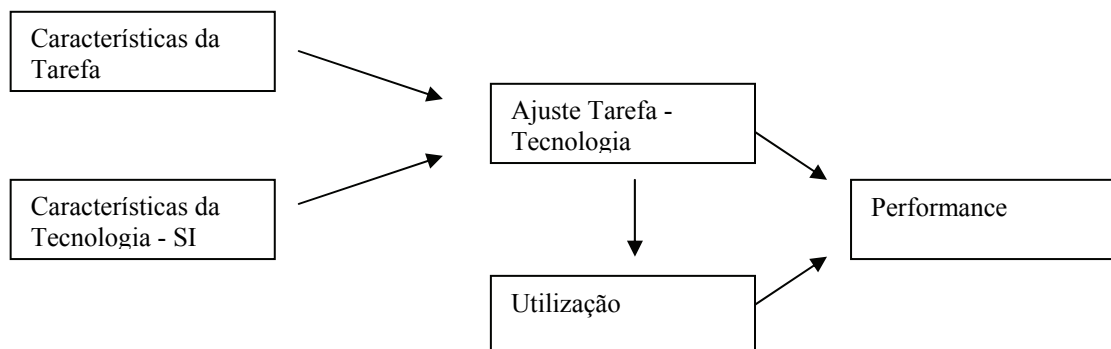 Características da
Tarefa
Ajuste Tarefa -
Tecnologia
Características da
Tecnologia - SI
Performance
Utilização